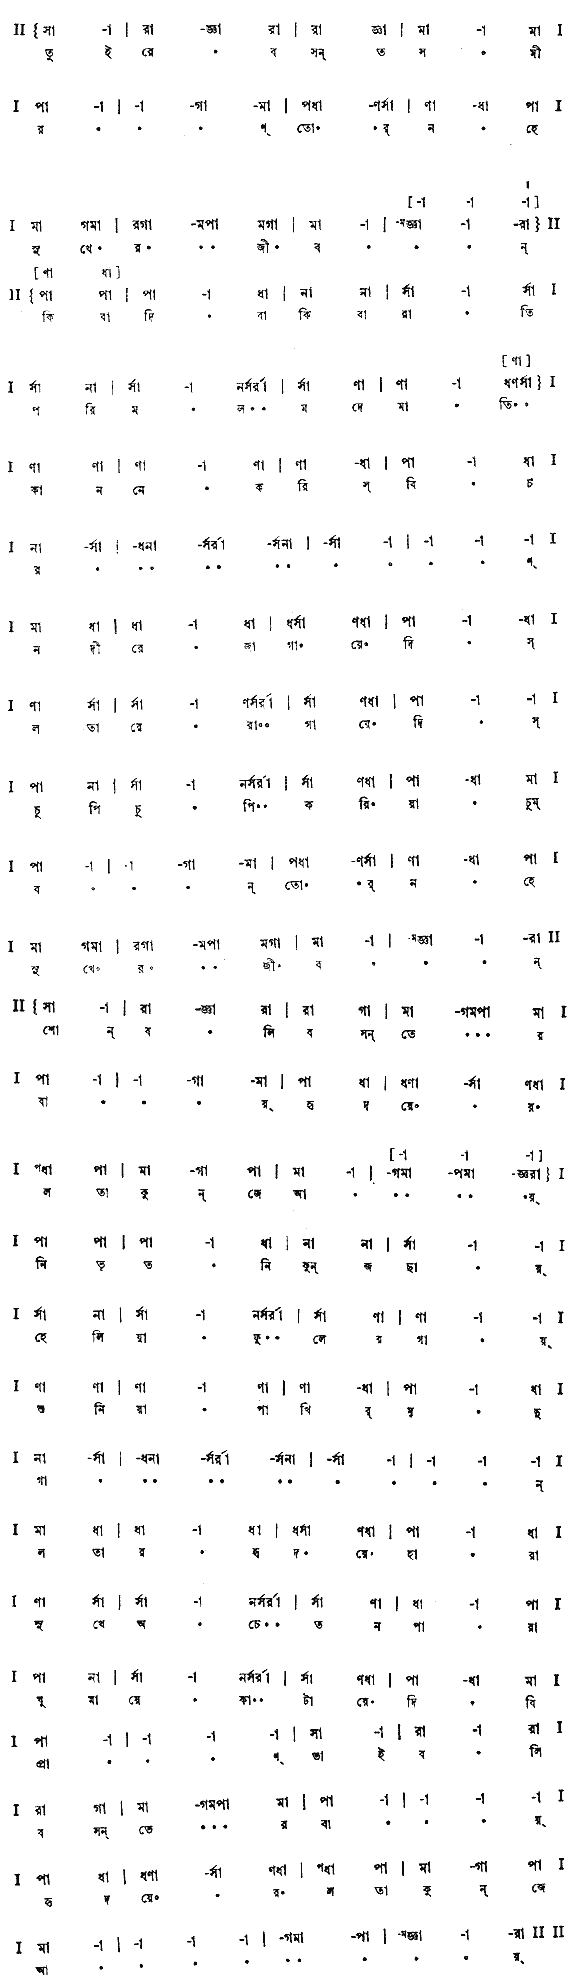 II { সা -া | রা -জ্ঞা রা | রা জ্ঞা | মা -া মা I
তু ই রে • ব সন্ ত স • মী
I পা -া | -া -গা -মা | পধা -ণর্সা | ণা -ধা পা I
র • • • ণ্ তো• •র্ ন • হে
[ -া -া -া ]
I মা গমা | রগা -মপা মগা | মা -া | -মজ্ঞা -া -রা } II
সু খে• র• •• জী• ব • • • ন্
[ ণা ধা ]
II { পা পা | পা -া ধা | না না | র্সা -া র্সা I
কি বা দি • বা কি বা রা • তি
[ ণা ]
I র্সা না | র্সা -া নর্সর্রা | র্সা ণা | ণা -া ধণর্সা } I
প রি ম • ল•• ম দে মা • তি••
I ণা ণা | ণা -া ণা | ণা -ধা | পা -া ধা I
কা ন নে • ক রি স্ বি • চ
I না -র্সা | -ধনা -র্সর্রা -র্সনা | -র্সা -া | -া -া -া I
র • •• •• •• • • • • ণ্
I মা ধা | ধা -া ধা | ধর্সা ণধা | পা -া -ধা I
ন দী রে • জা গা• য়ে• দি • স্
I ণা র্সা | র্সা -া ণর্সর্রা | র্সা ণধা | পা -া -া I
ল তা রে • রা•• গা য়ে• দি • স্
I পা না | র্সা -া নর্সর্রা | র্সা ণধা | পা -ধা মা I
চু পি চু • পি•• ক রি• য়া • চুম্
I পা -া | -া -গা -মা | পধা -ণর্সা | ণা -ধা পা I
ব • • • ন্ তো• •র্ ন • হে
I মা গমা | রগা -মপা মগা | মা -া | -মজ্ঞা -া -রা II
সু খে• র• •• জী• ব • • • ন্
II { সা -া | রা -জ্ঞা রা | রা গা | মা -গমপা মা I
শো ন্ ব • লি ব সন্ তে ••• র
I পা -া | -া -গা -মা | পা ধা | ধণা -র্সা ণধা I
বা • • • য়্ হৃ দ য়ে• • র•
[ -া -া -া ]
I পধা পা | মা -গা পা | মা -া | -গমা -পমা -জ্ঞরা } I
ল তা কু ন্ জে আ • •• •• •য়্
I পা পা | পা -া ধা | না না | র্সা -া -া I
নি ভৃ ত • নি কুন্ জ ছা • য়্
I র্সা না | র্সা -া নর্সর্রা | র্সা ণা | ণা -া -া I
হে লি য়া • ফু•• লে র গা • য়্
I ণা ণা | ণা -া ণা | ণা -ধা | পা -া ধা I
শু নি য়া • পা খি র্ মৃ • দু
I না -র্সা | -ধনা -র্সর্রা -র্সনা | -র্সা -া | -া -া -া I
গা • •• •• •• • • • • ন্
I মা ধা | ধা -া ধা | ধর্সা ণধা | পা -া ধা I
ল তা র • হৃ দ• য়ে• হা • রা
I ণা র্সা | র্সা -া নর্সর্রা | র্সা ণা | ধা -া পা I
সু খে অ • চে•• ত ন পা • রা
I পা না | র্সা -া নর্সর্রা | র্সা ণধা | পা -ধা মা I
ঘু মা য়ে • কা•• টা য়ে• দি • বি
I পা -া | -া -া -া | সা -া | রা -া রা I
প্রা • • • ণ্ তা ই ব • লি
I রা গা | মা -গমপা মা | পা -া | -া -া -া I
ব সন্ তে ••• র বা • • • য়্
I পা ধা | ধণা -র্সা ণধা | পধা পা | মা -গা পা I
হৃ দ য়ে• • র• ল তা কু ন্ জে
I মা -া | -া -া -া | -গমা -পা | -মজ্ঞা -া -রা II II
আ • • • • •• • • • য়্